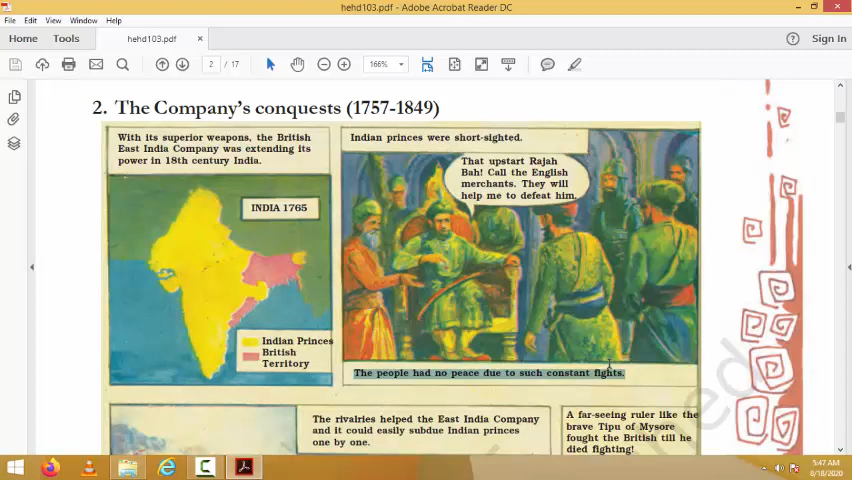 hehd103.pdf - Adobe Acrobat Reader DC
File Edit View Window Help
Home Tools hehd103.pdf × Sign In
2 / 17 166%
2. The Company's conquests (1757-1849)
With its superior weapons, the British
East India Company was extending its
power in 18th century India.
INDIA 1765
Indian Princes
British
Territory
Indian princes were short-sighted.
That upstart Rajah
Bah! Call the English
merchants. They will
help me to defeat him.
The people had no peace due to such constant fights.
The rivalries helped the East India Company
and it could easily subdue Indian princes
one by one.
A far-seeing ruler like the
brave Tipu of Mysore
fought the British till he
died fighting!
5:47 AM
8/18/2020